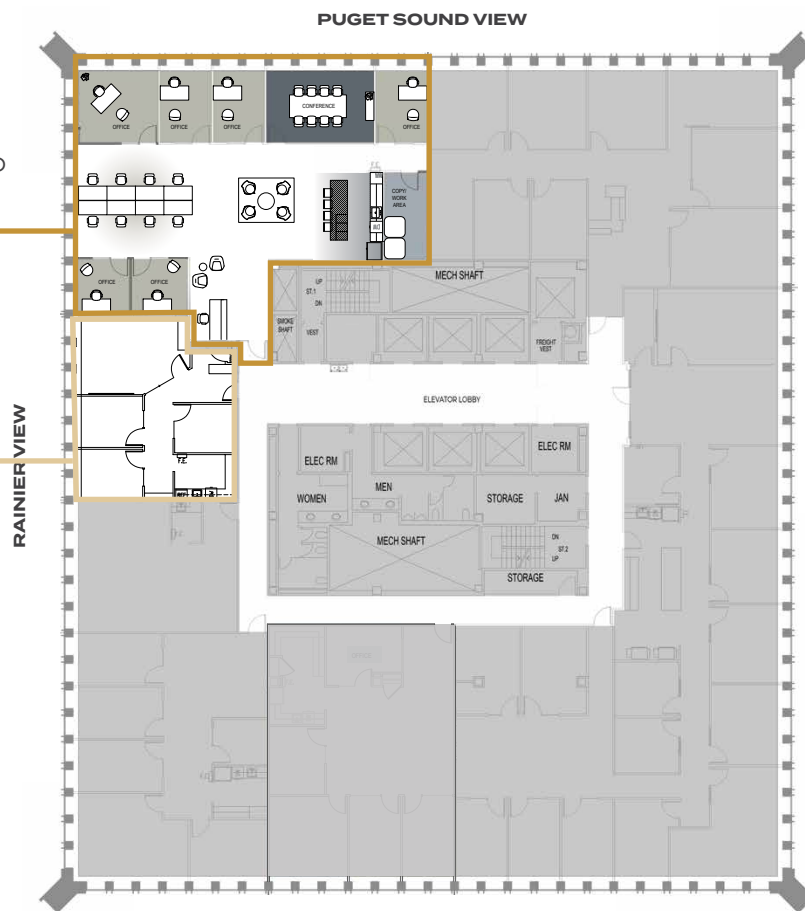 PUGET SOUND VIEW
CONFERENCE
OFFICE
OFFICE
OFFICE
OFFICE
F.E.
COPY/
WORK
AREA
OFFICE
OFFICE
UP
ST.1
DN
MECH SHAFT
SMOKE
SHAFT
VEST
FREIGHT
VEST
ELEVATOR LOBBY
RAINIER VIEW
F.E.
ELEC RM
ELEC RM
MEN
WOMEN
STORAGE
JAN
MECH SHAFT
DN
ST.2
UP
STORAGE